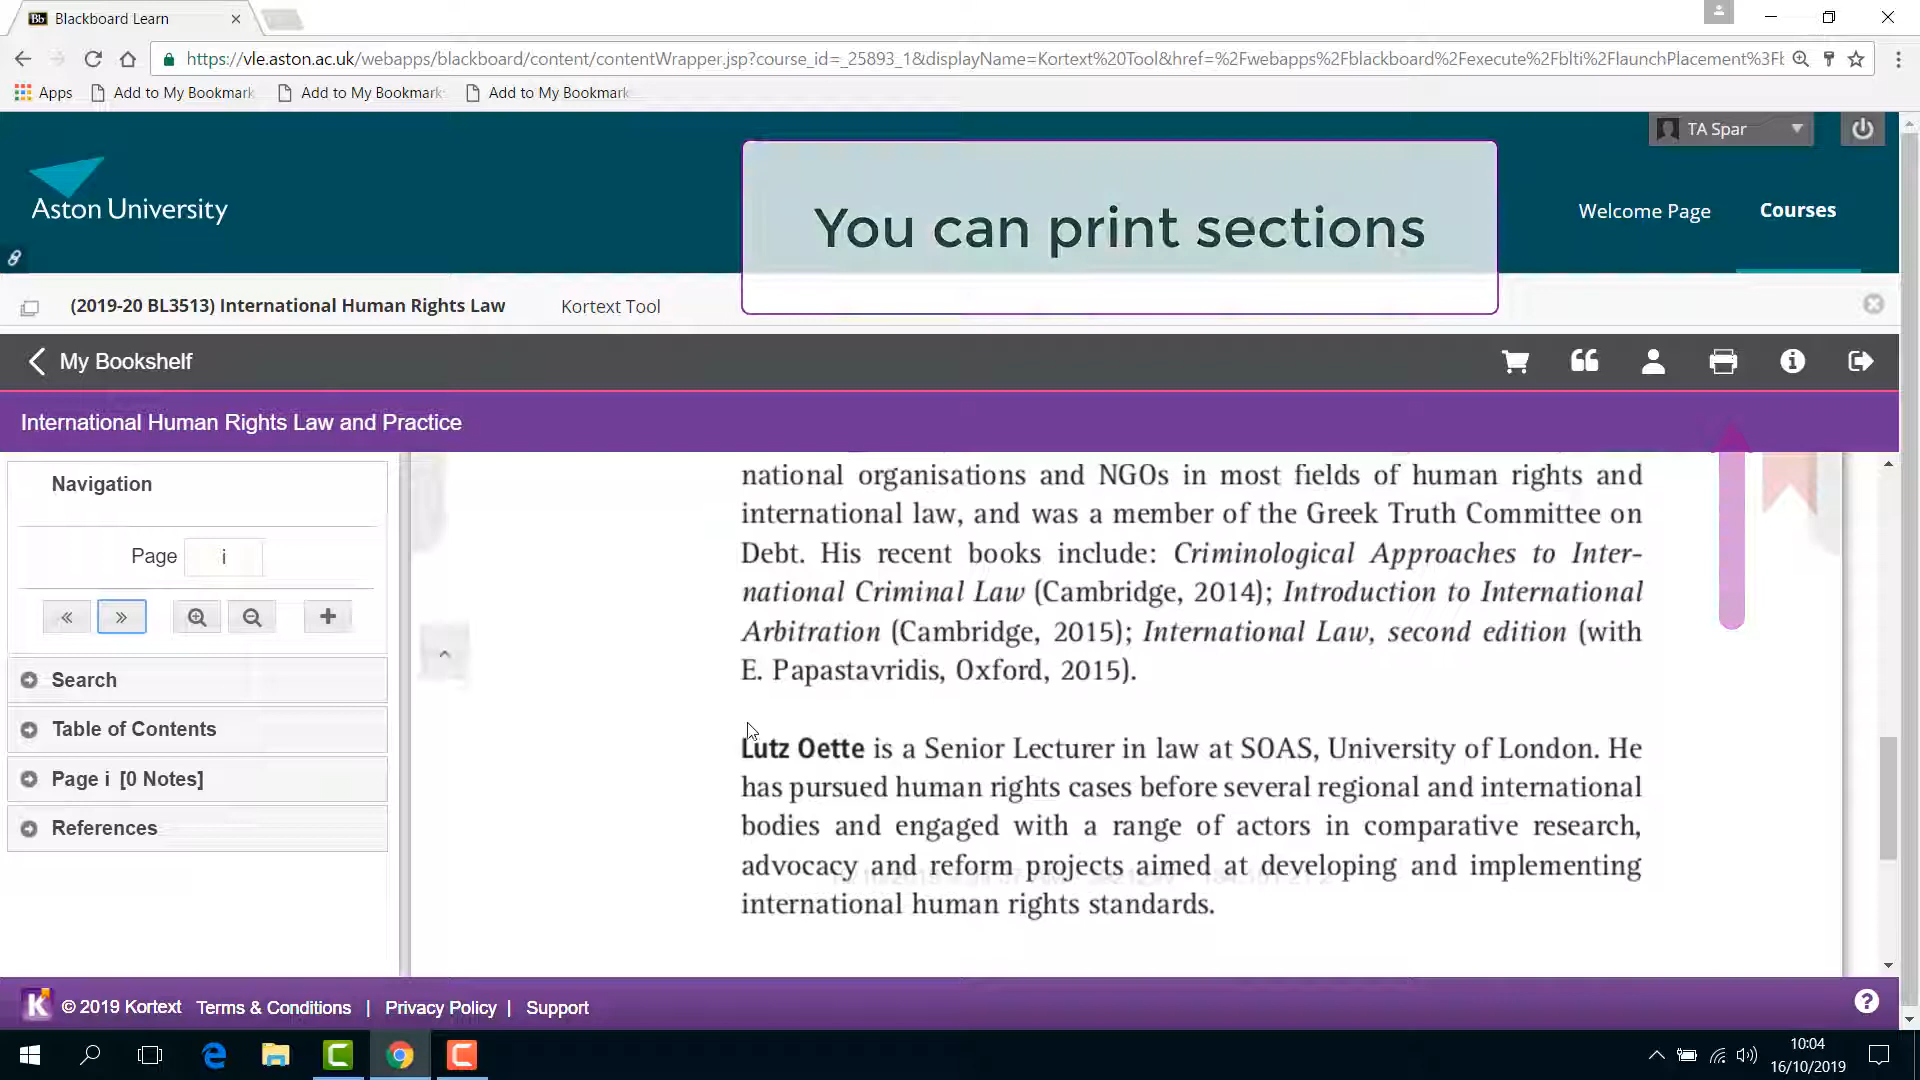 Blackboard Learn
https://vle.aston.ac.uk/webapps/blackboard/content/contentWrapper.jsp?course_id=_25893_1&displayName=Kortext%20Tool&href=%2Fwebapps%2Fblackboard%2Fexecute%2Fblti%2FlaunchPlacement%3Fb
Apps
Add to My Bookmark
Add to My Bookmark
Add to My Bookmark
TA Spar
Aston University
You can print sections
Welcome Page
Courses
(2019-20 BL3513) International Human Rights Law
Kortext Tool
My Bookshelf
International Human Rights Law and Practice
Navigation
Page i
Search
Table of Contents
Page i [0 Notes]
References
national organisations and NGOs in most fields of human rights and
international law, and was a member of the Greek Truth Committee on
Debt. His recent books include: Criminological Approaches to Inter-
national Criminal Law (Cambridge, 2014); Introduction to International
Arbitration (Cambridge, 2015); International Law, second edition (with
E. Papastavridis, Oxford, 2015).
Lutz Oette is a Senior Lecturer in law at SOAS, University of London. He
has pursued human rights cases before several regional and international
bodies and engaged with a range of actors in comparative research,
advocacy and reform projects aimed at developing and implementing
international human rights standards.
© 2019 Kortext Terms & Conditions | Privacy Policy | Support
10:04
16/10/2019